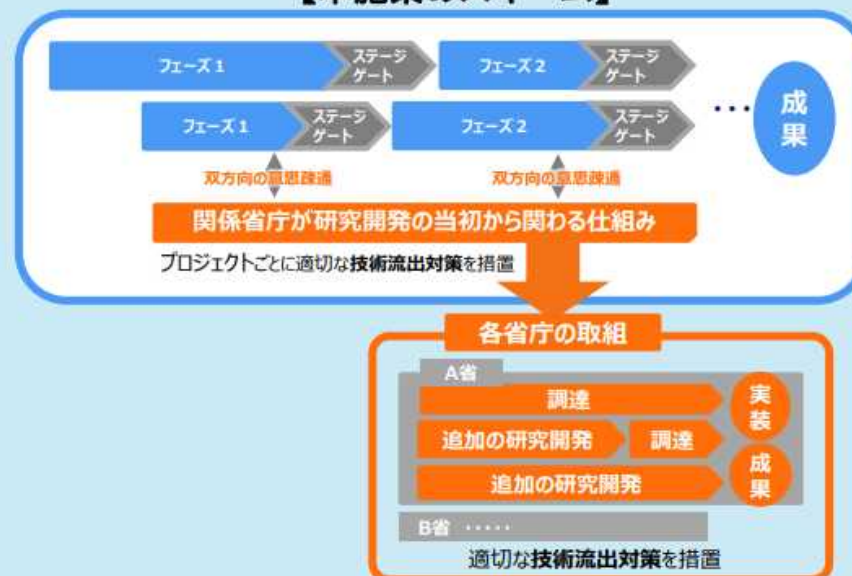 フェーズ1
ステージ
ゲート
フェーズ2
ステージ
ゲート
フェーズ1
ステージ
ゲート
フェーズ2
ステージ
ゲート
・・・
成
果
双方向の意思疎通
双方向の意思疎通
関係省庁が研究開発の当初から関わる仕組み
プロジェクトごとに適切な技術流出対策を措置
各省庁の取組
A省
調達
実
装
追加の研究開発
調達
追加の研究開発
成
果
B省 ・・・・・
適切な技術流出対策を措置